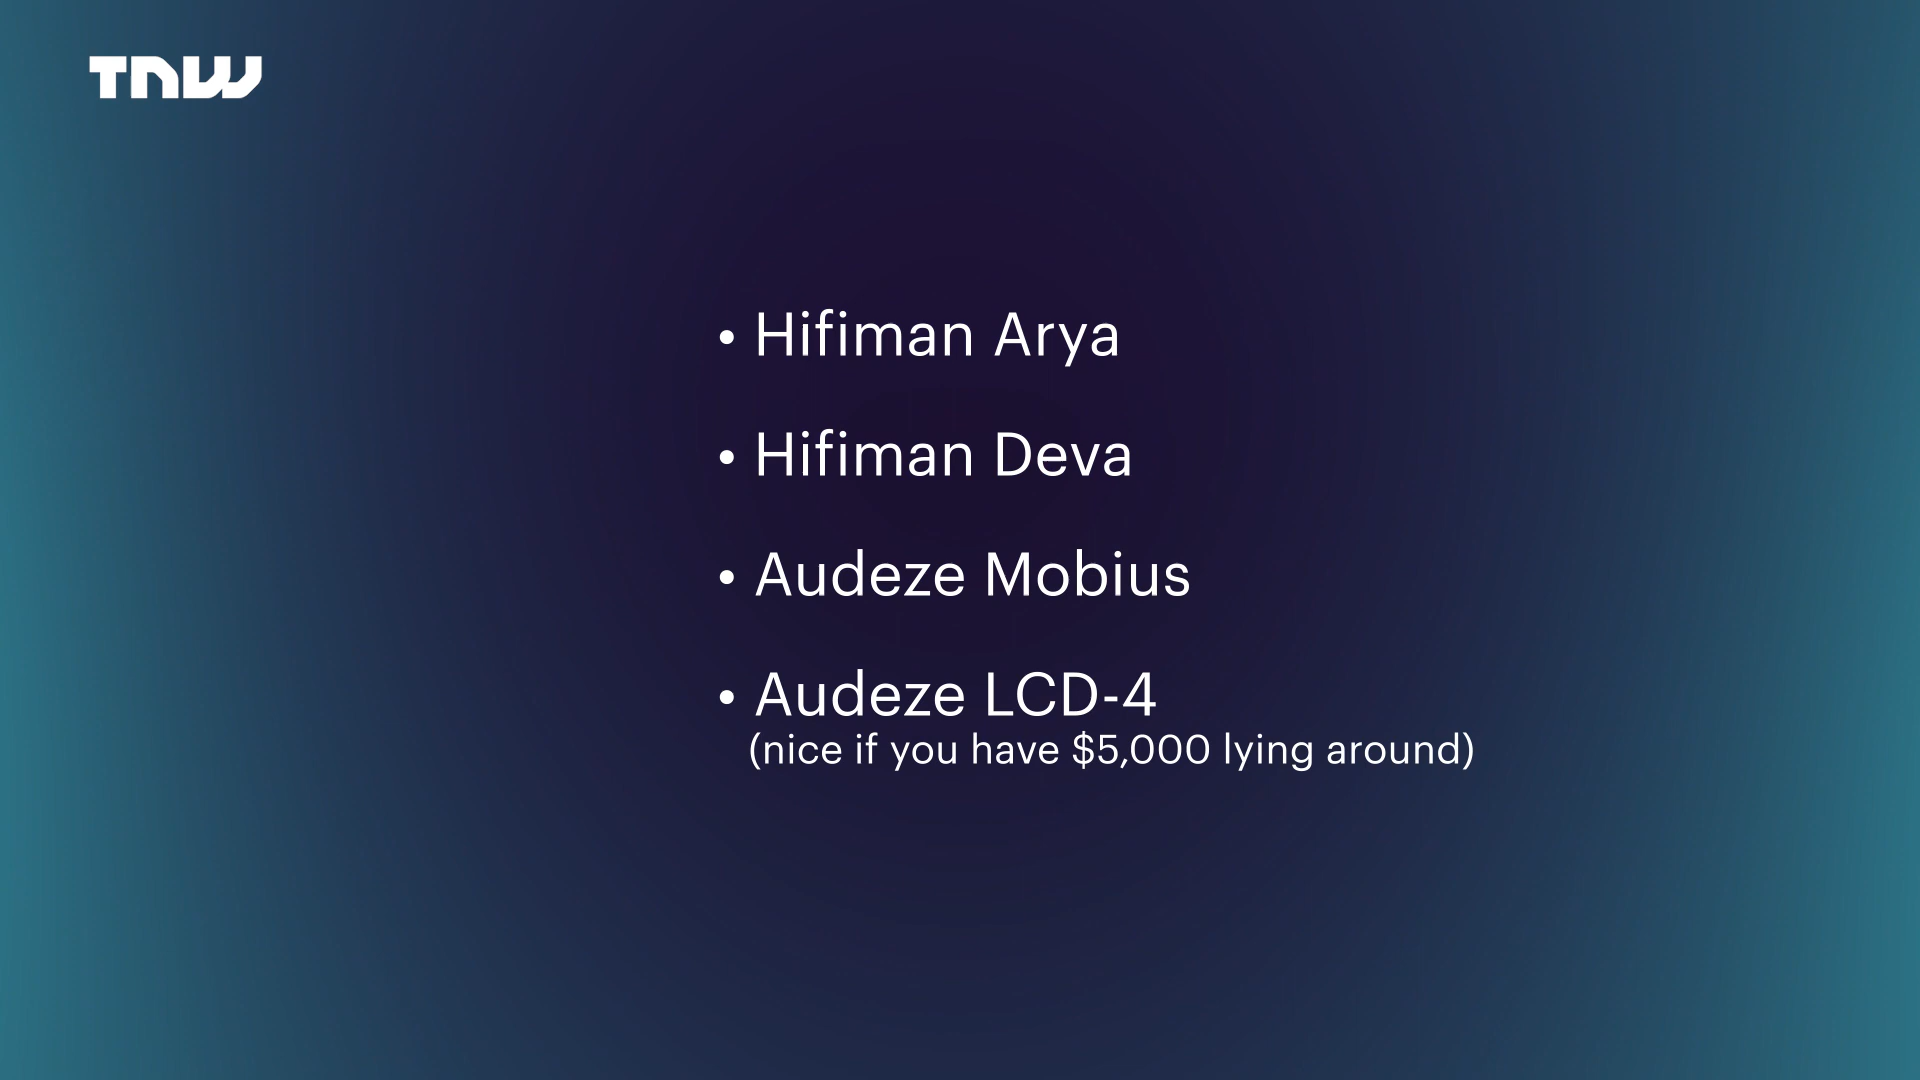 TNW
• Hifiman Arya
• Hifiman Deva
• Audeze Mobius
• Audeze LCD-4
(nice if you have $5,000 lying around)